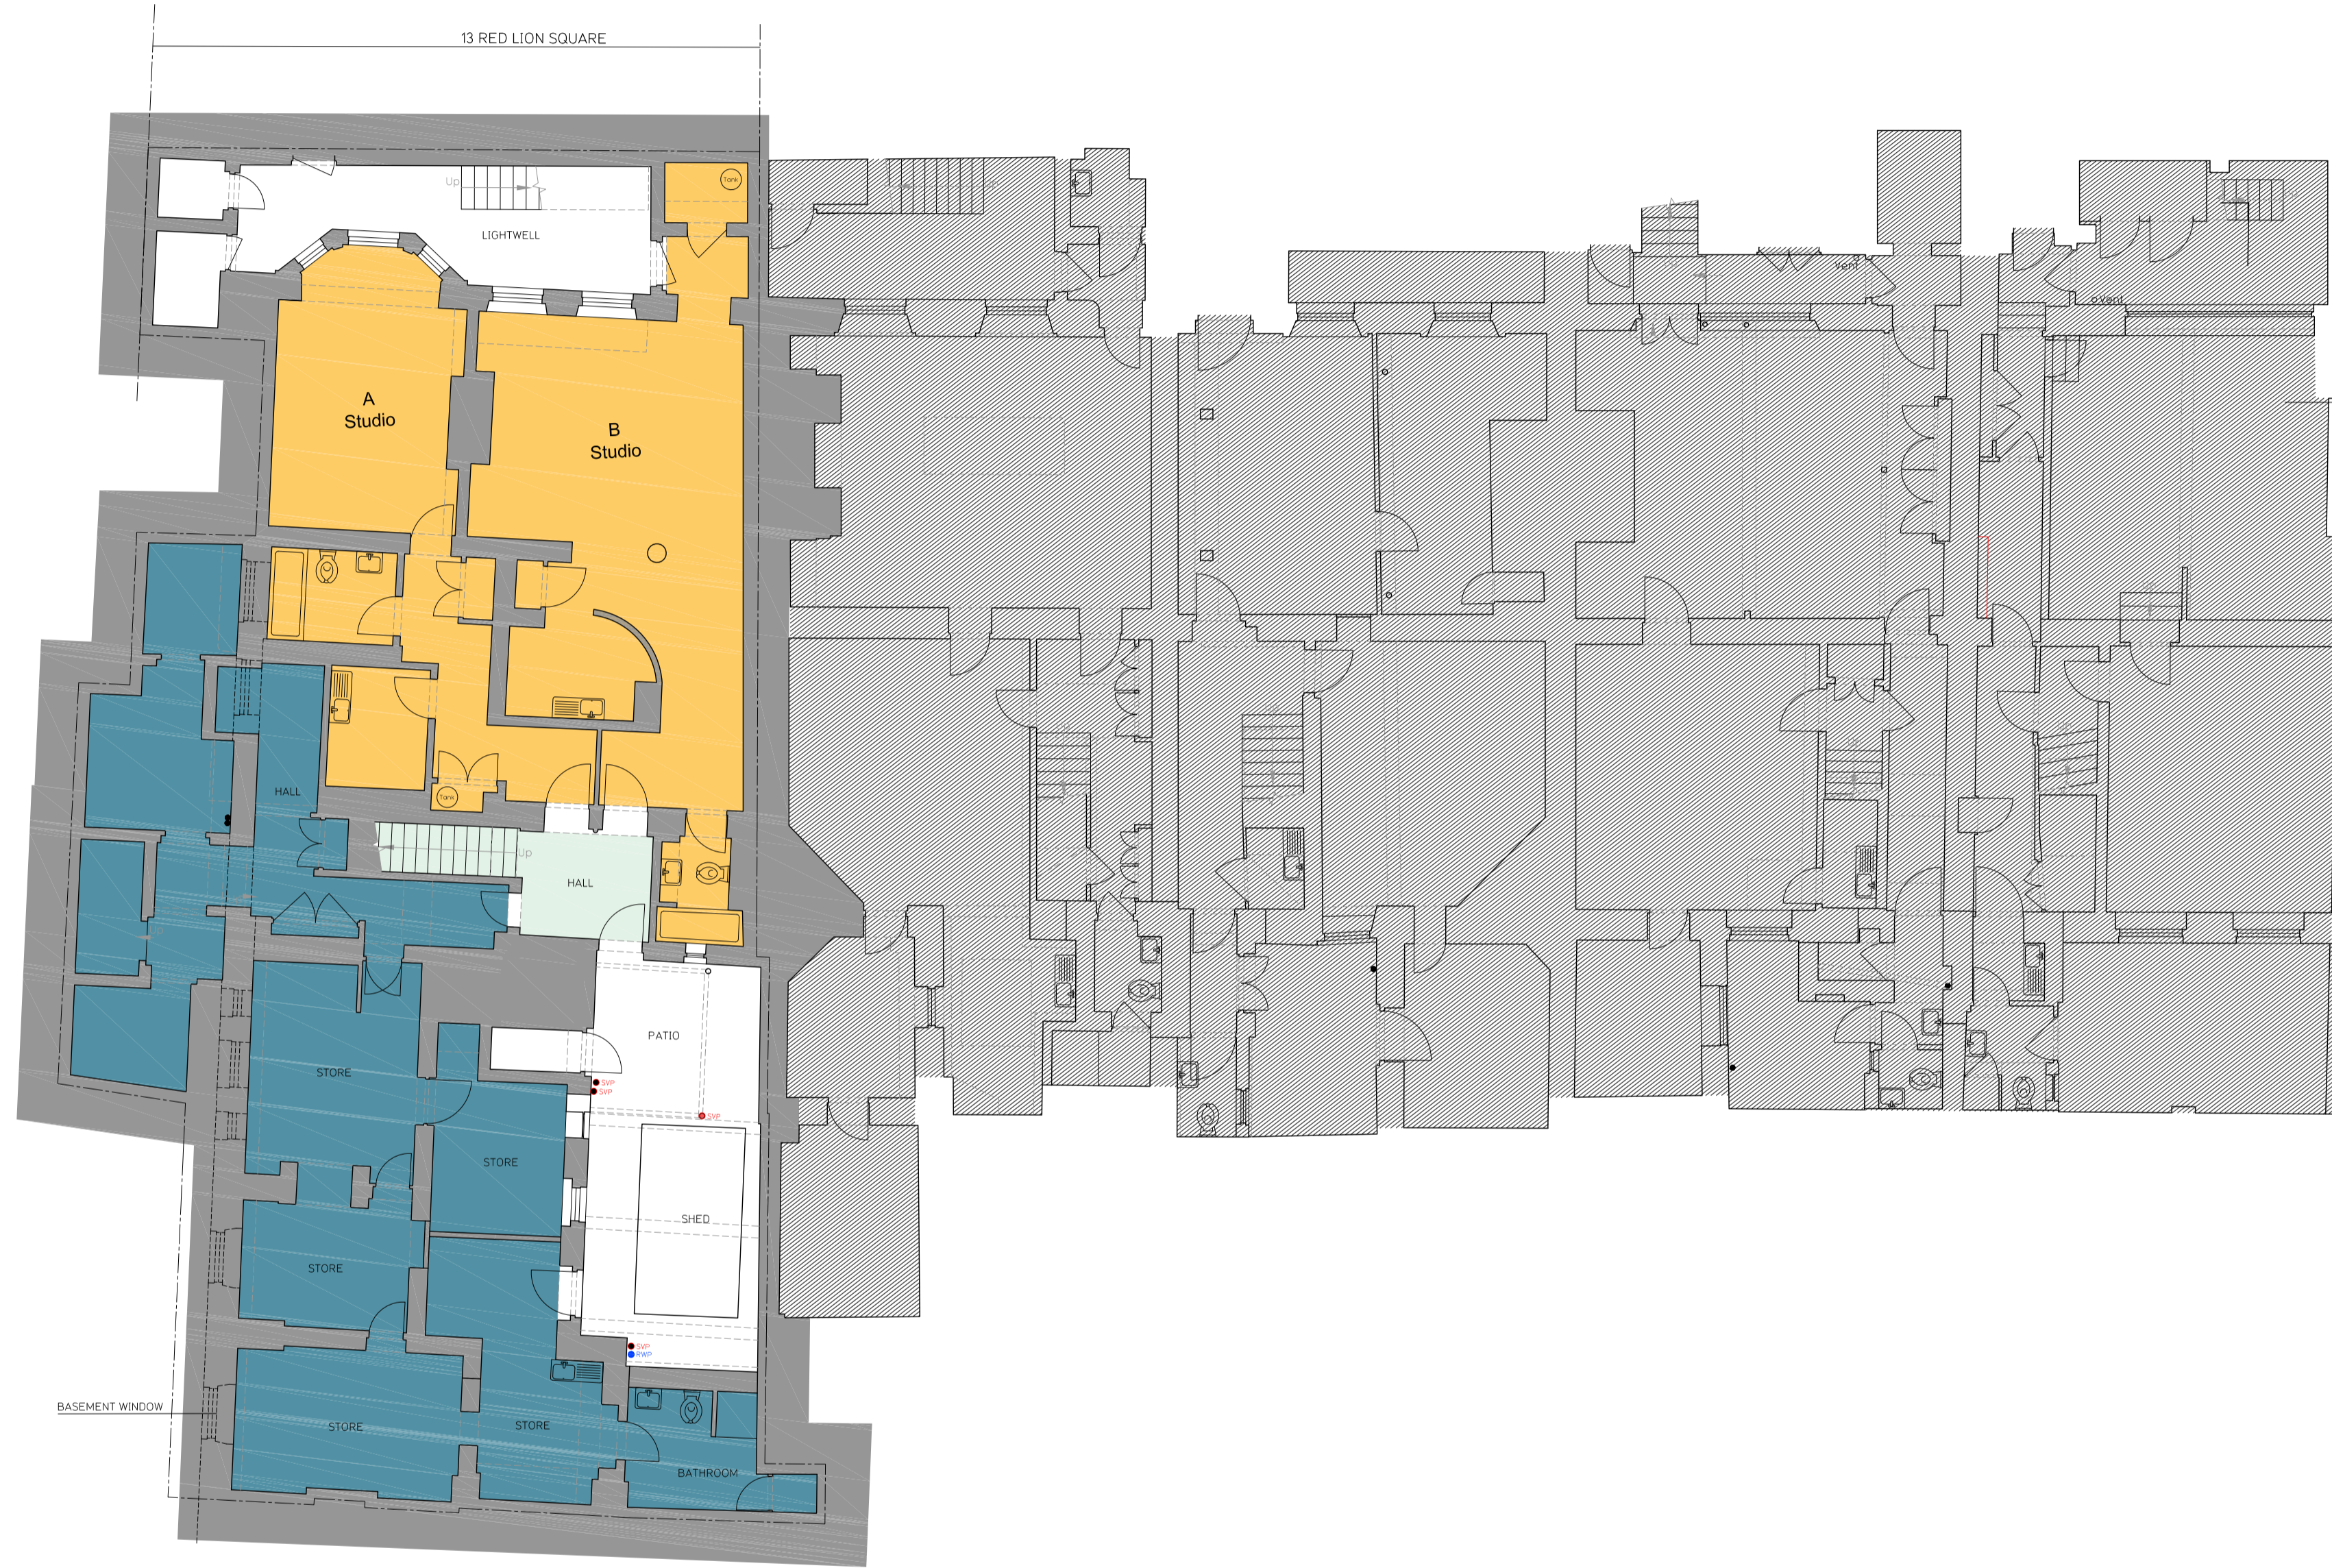 13 RED LION SQUARE
Tank
Up
LIGHTWELL
Vent
Vent
A
Studio
B
Studio
HALL
Tank
Up
HALL
Up
PATIO
STORE
SVP
SVP
SVP
STORE
SHED
STORE
SVP
RWP
BASEMENT WINDOW
STORE
STORE
BATHROOM